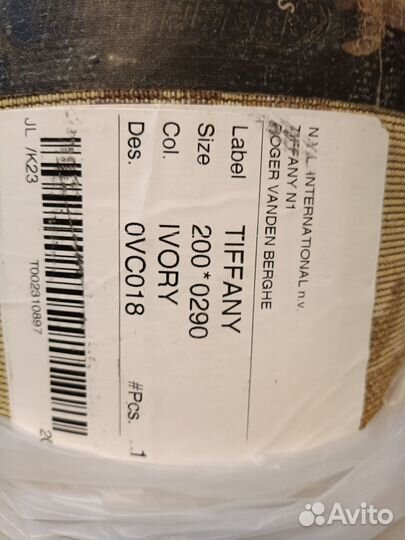 N.V.L. INTERNATIONAL n.v.
TIFFANY N1
ROGER VANDEN BERGHE
Label TIFFANY
Size 200*0290
Col. IVORY
Des. 0VC018 #Pcs. 1
T002310897
JL /K23
Avito